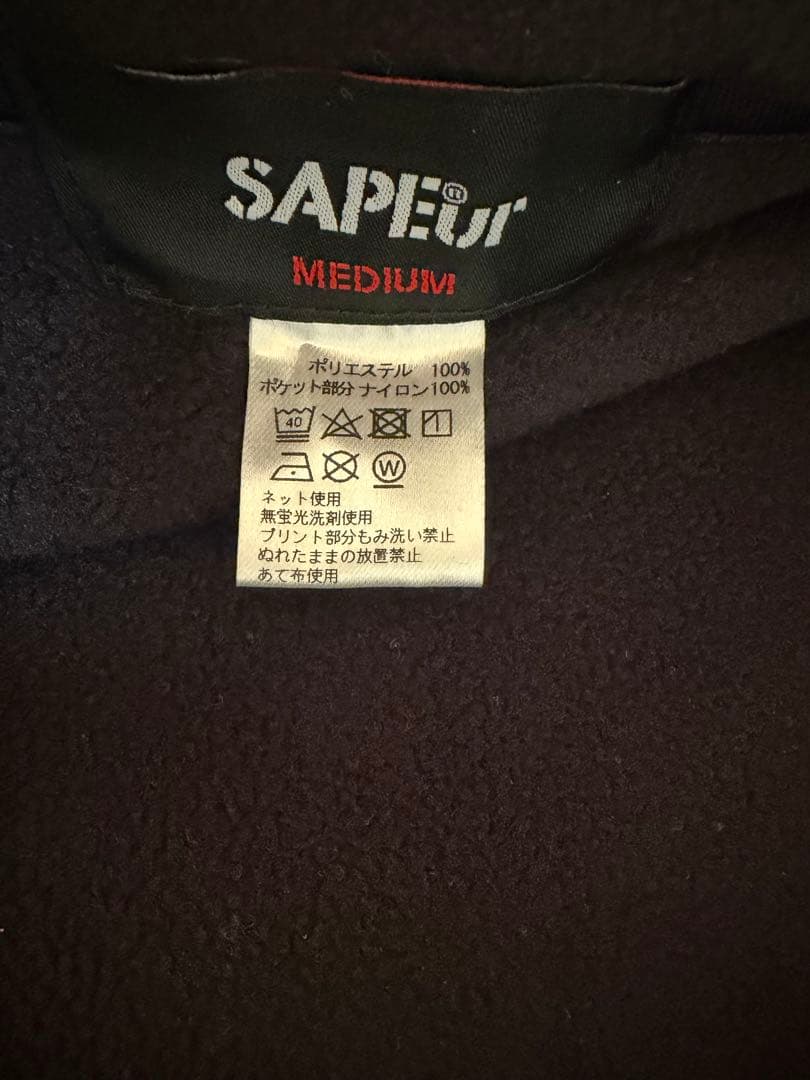 SAPEur®
MEDIUM
ポリエステル 100%
ポケット部分 ナイロン100%
40
W
ネット使用
無蛍光洗剤使用
プリント部分もみ洗い禁止
ぬれたままの放置禁止
あて布使用